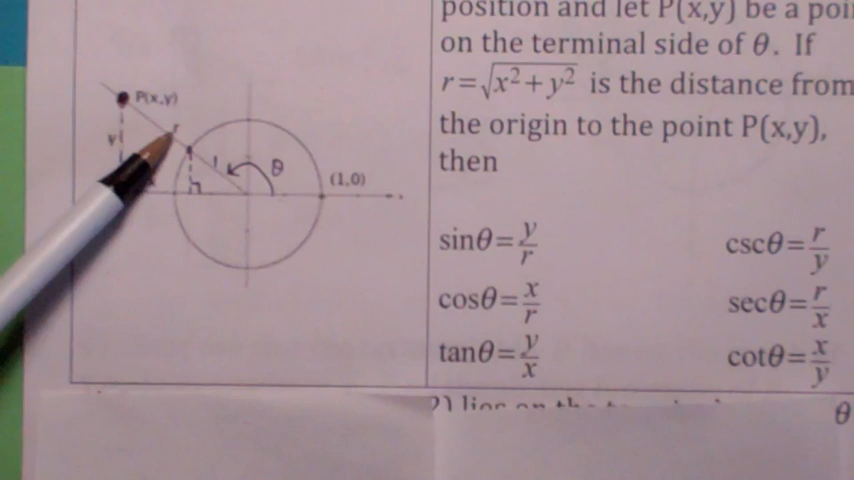 position and let P(x,y) be a
on the terminal side of θ. If
r=√x²+y² is the distance from
the origin to the point P(x,y),
then
sinθ=y/r cscθ=r/y
cosθ=x/r secθ=r/x
tanθ=y/x cotθ=x/y
P(x,y)
r
y
1
θ
(1,0)
θ